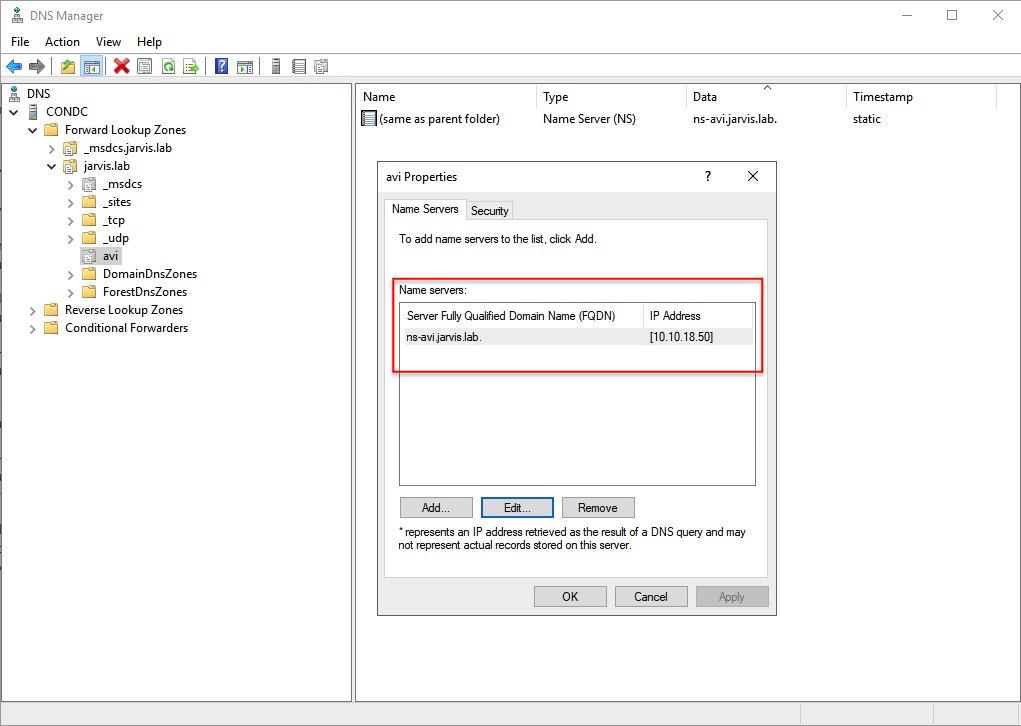 DNS Manager
File Action View Help
DNS
CONDC
Forward Lookup Zones
_msdcs.jarvis.lab
jarvis.lab
_msdcs
_sites
_tcp
_udp
avi
DomainDnsZones
ForestDnsZones
Reverse Lookup Zones
Conditional Forwarders
Name Type Data Timestamp
(same as parent folder) Name Server (NS) ns-avi.jarvis.lab. static
avi Properties
Name Servers Security
To add name servers to the list, click Add.
Name servers:
Server Fully Qualified Domain Name (FQDN) IP Address
ns-avi.jarvis.lab. [10.10.18.50]
Add... Edit... Remove
* represents an IP address retrieved as the result of a DNS query and may
not represent actual records stored on this server.
OK Cancel Apply